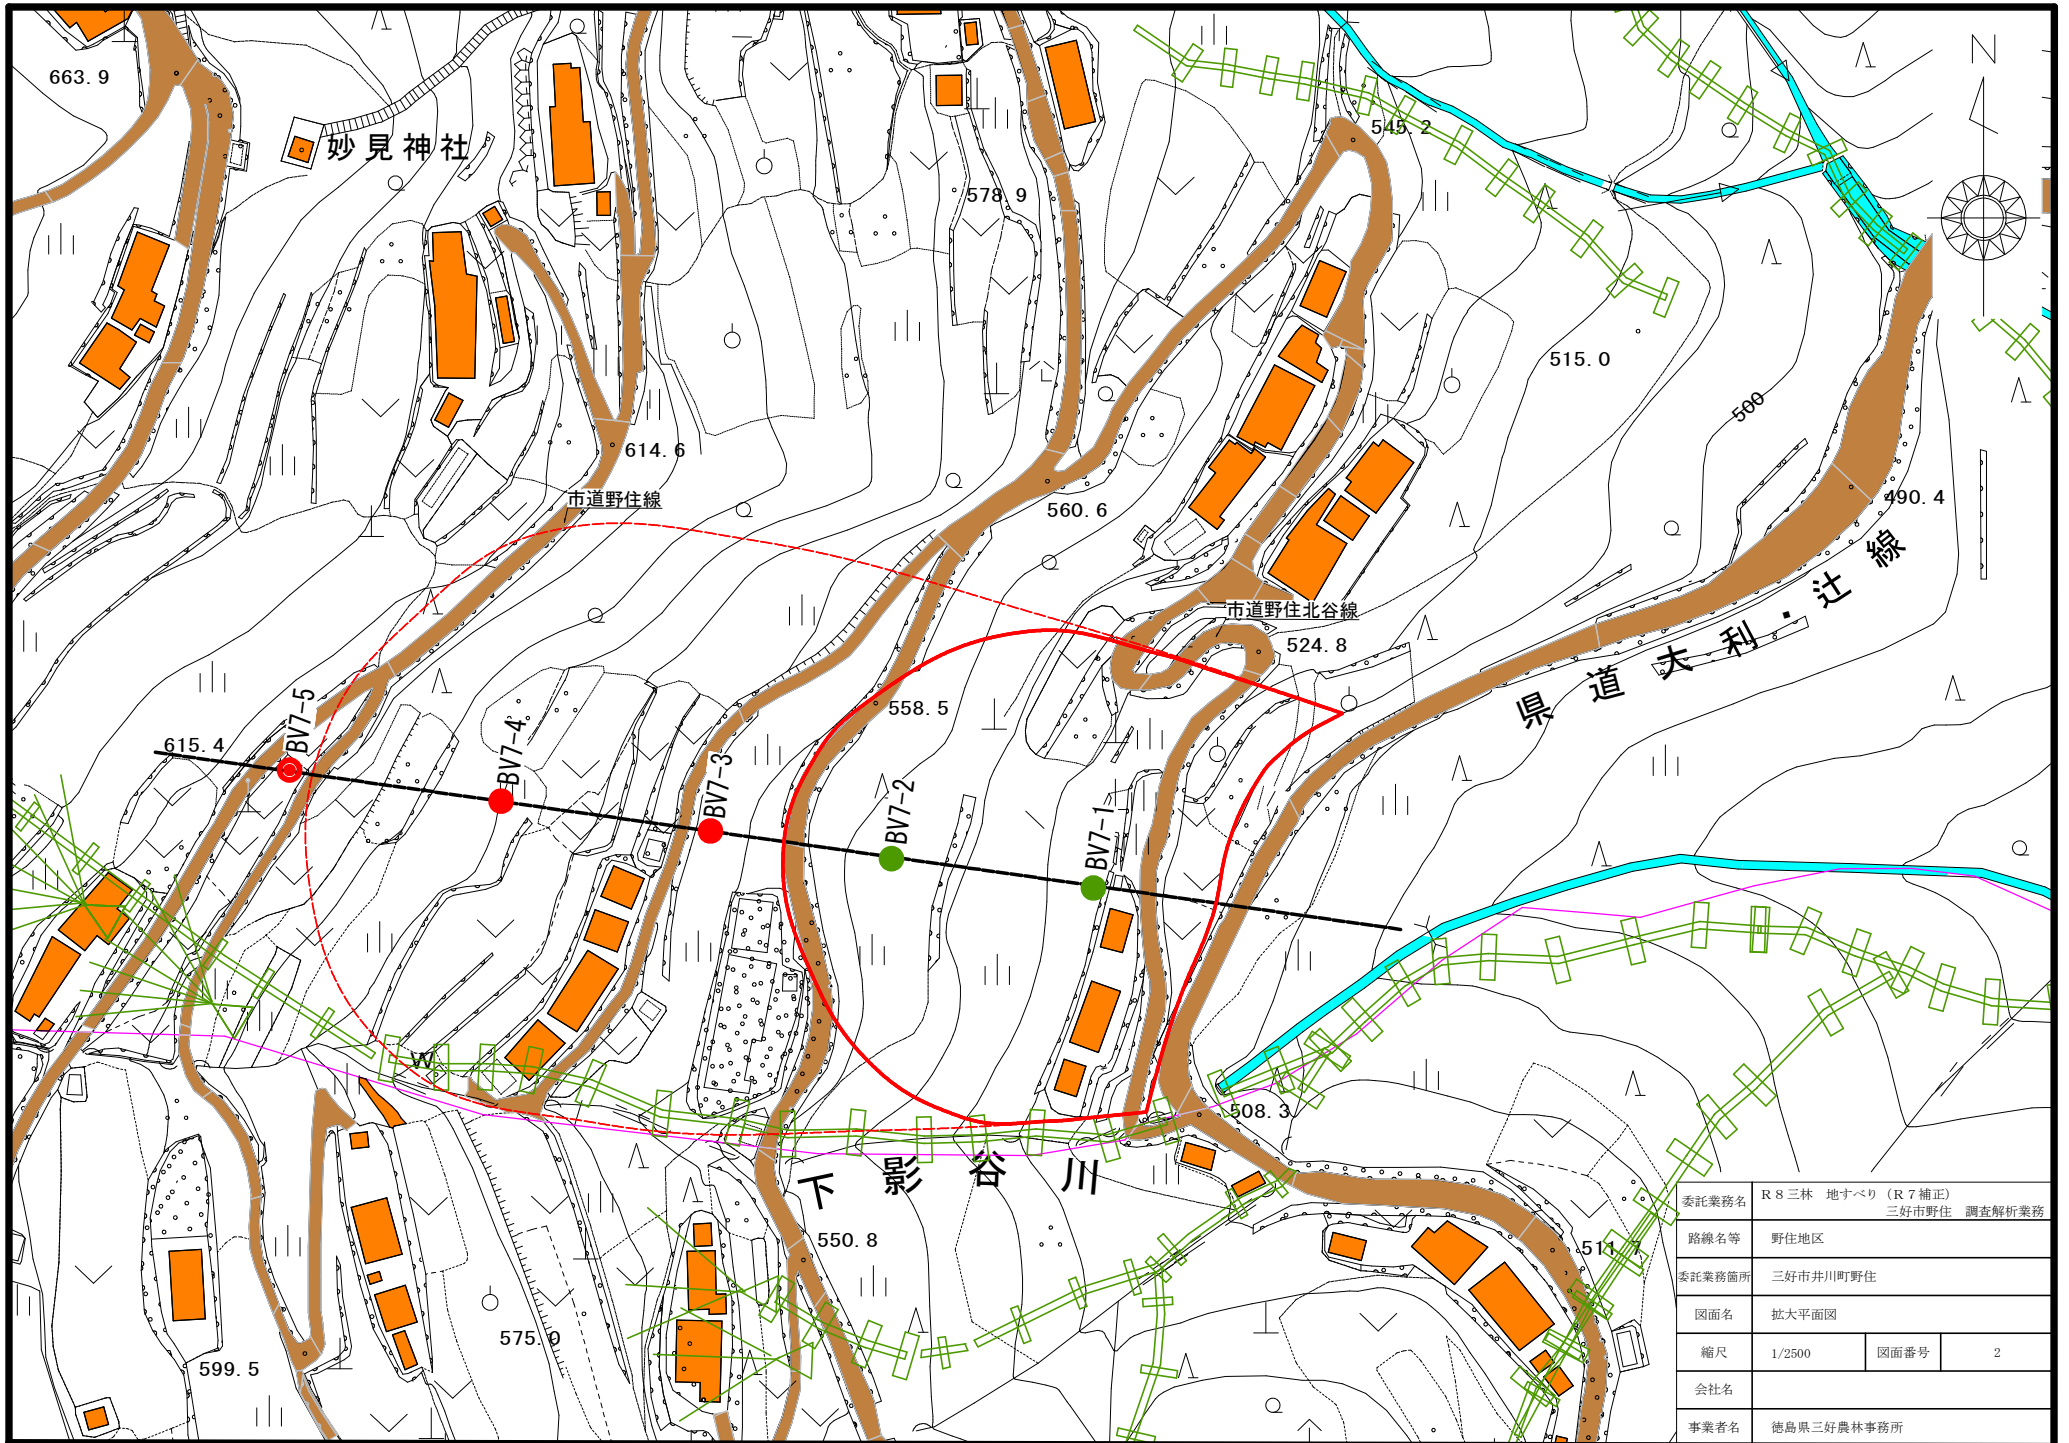 N
663.9
妙見神社
545.2
578.9
515.0
500
614.6
市道野住線
490.4
560.6
市道野住北谷線
524.8
県道大利・辻線
558.5
615.4
BV7-5
BV7-4
BV7-3
BV7-2
BV7-1
W
508.3
下影谷川
550.8
511.7
575.0
599.5
委託業務名 R8三林 地すべり（R7補正）
三好市野住 調査解析業務
路線名等 野住地区
委託業務箇所 三好市井川町野住
図面名 拡大平面図
縮尺 1/2500 図面番号 2
会社名
事業者名 徳島県三好農林事務所